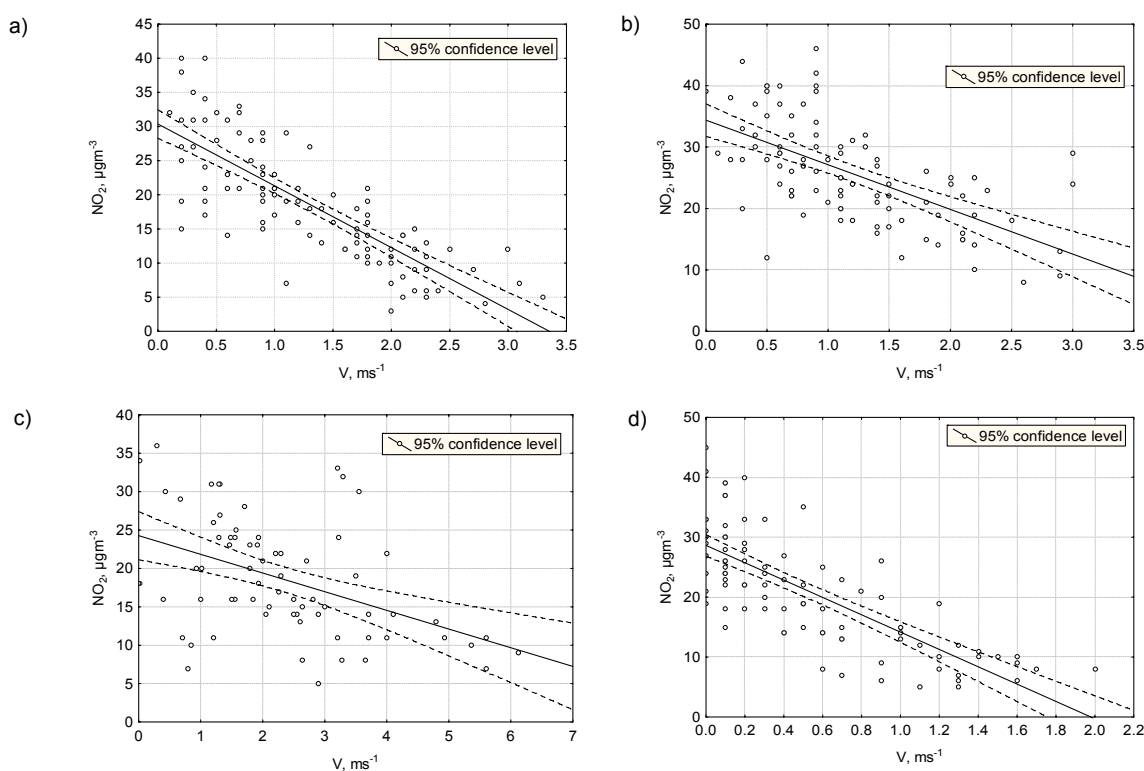 a)
95% confidence level
NO2, µgm-3
45
40
35
30
25
20
15
10
5
0
0.0 0.5 1.0 1.5 2.0 2.5 3.0 3.5
V, ms-1
b)
95% confidence level
NO2, µgm-3
50
40
30
20
10
0
0.0 0.5 1.0 1.5 2.0 2.5 3.0 3.5
V, ms-1
c)
95% confidence level
NO2, µgm-3
40
35
30
25
20
15
10
5
0
0 1 2 3 4 5 6 7
V, ms-1
d)
95% confidence level
NO2, µgm-3
50
40
30
20
10
0
0.0 0.2 0.4 0.6 0.8 1.0 1.2 1.4 1.6 1.8 2.0 2.2
V, ms-1